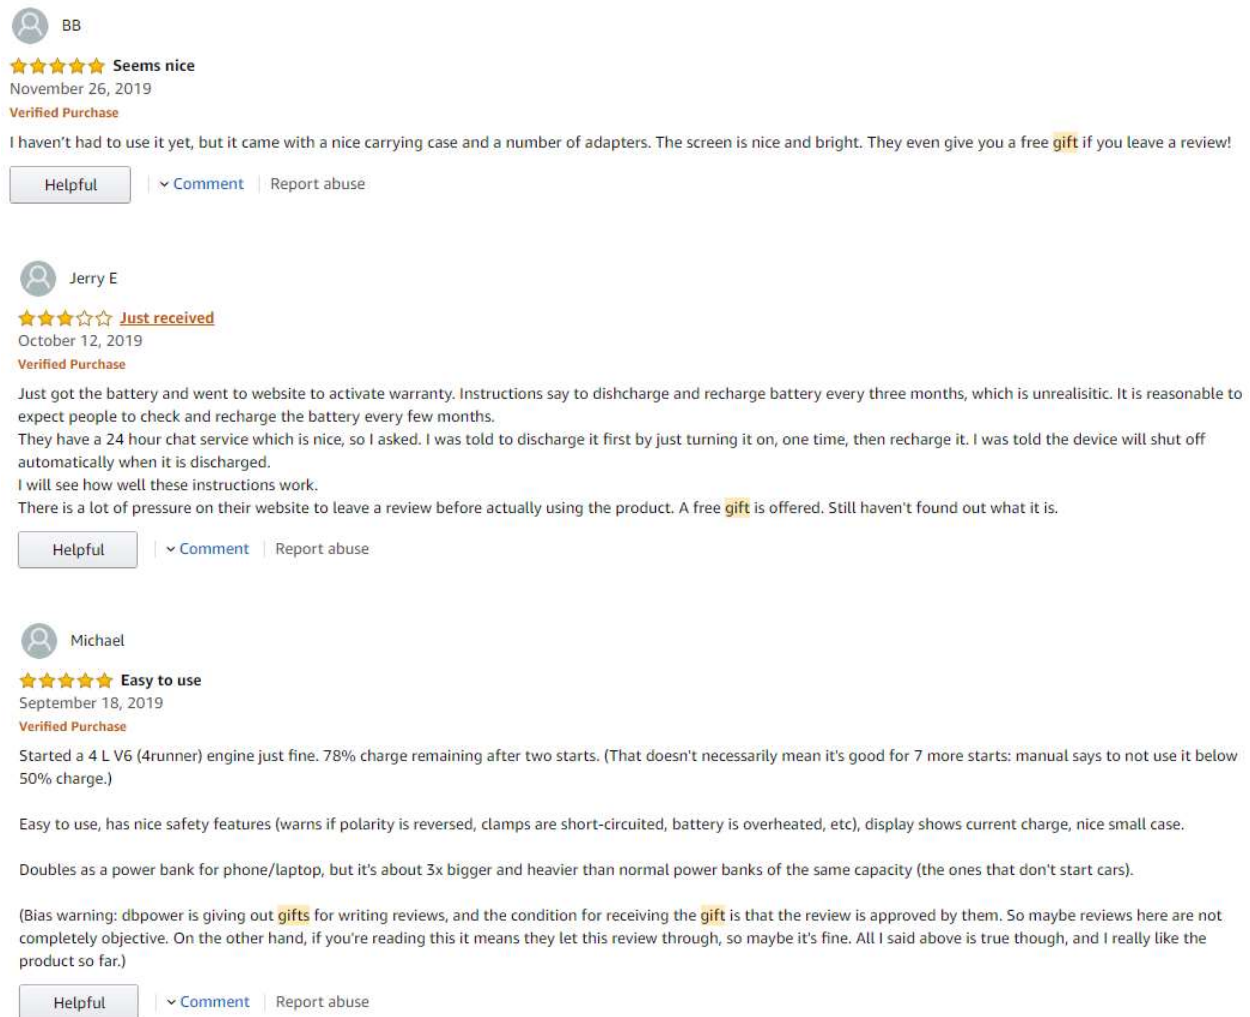 BB
Seems nice
November 26, 2019
Verified Purchase
I haven't had to use it yet, but it came with a nice carrying case and a number of adapters. The screen is nice and bright. They even give you a free gift if you leave a review!
Helpful
Comment
Report abuse
Jerry E
Just received
October 12, 2019
Verified Purchase
Just got the battery and went to website to activate warranty. Instructions say to dishcharge and recharge battery every three months, which is unrealisitic. It is reasonable to
expect people to check and recharge the battery every few months.
They have a 24 hour chat service which is nice, so I asked. I was told to discharge it first by just turning it on, one time, then recharge it. I was told the device will shut off
automatically when it is discharged.
I will see how well these instructions work.
There is a lot of pressure on their website to leave a review before actually using the product. A free gift is offered. Still haven't found out what it is.
Helpful
Comment
Report abuse
Michael
Easy to use
September 18, 2019
Verified Purchase
Started a 4 L V6 (4runner) engine just fine. 78% charge remaining after two starts. (That doesn't necessarily mean it's good for 7 more starts: manual says to not use it below
50% charge.)
Easy to use, has nice safety features (warns if polarity is reversed, clamps are short-circuited, battery is overheated, etc), display shows current charge, nice small case.
Doubles as a power bank for phone/laptop, but it's about 3x bigger and heavier than normal power banks of the same capacity (the ones that don't start cars).
(Bias warning: dbpower is giving out gifts for writing reviews, and the condition for receiving the gift is that the review is approved by them. So maybe reviews here are not
completely objective. On the other hand, if you're reading this it means they let this review through, so maybe it's fine. All I said above is true though, and I really like the
product so far.)
Helpful
Comment
Report abuse